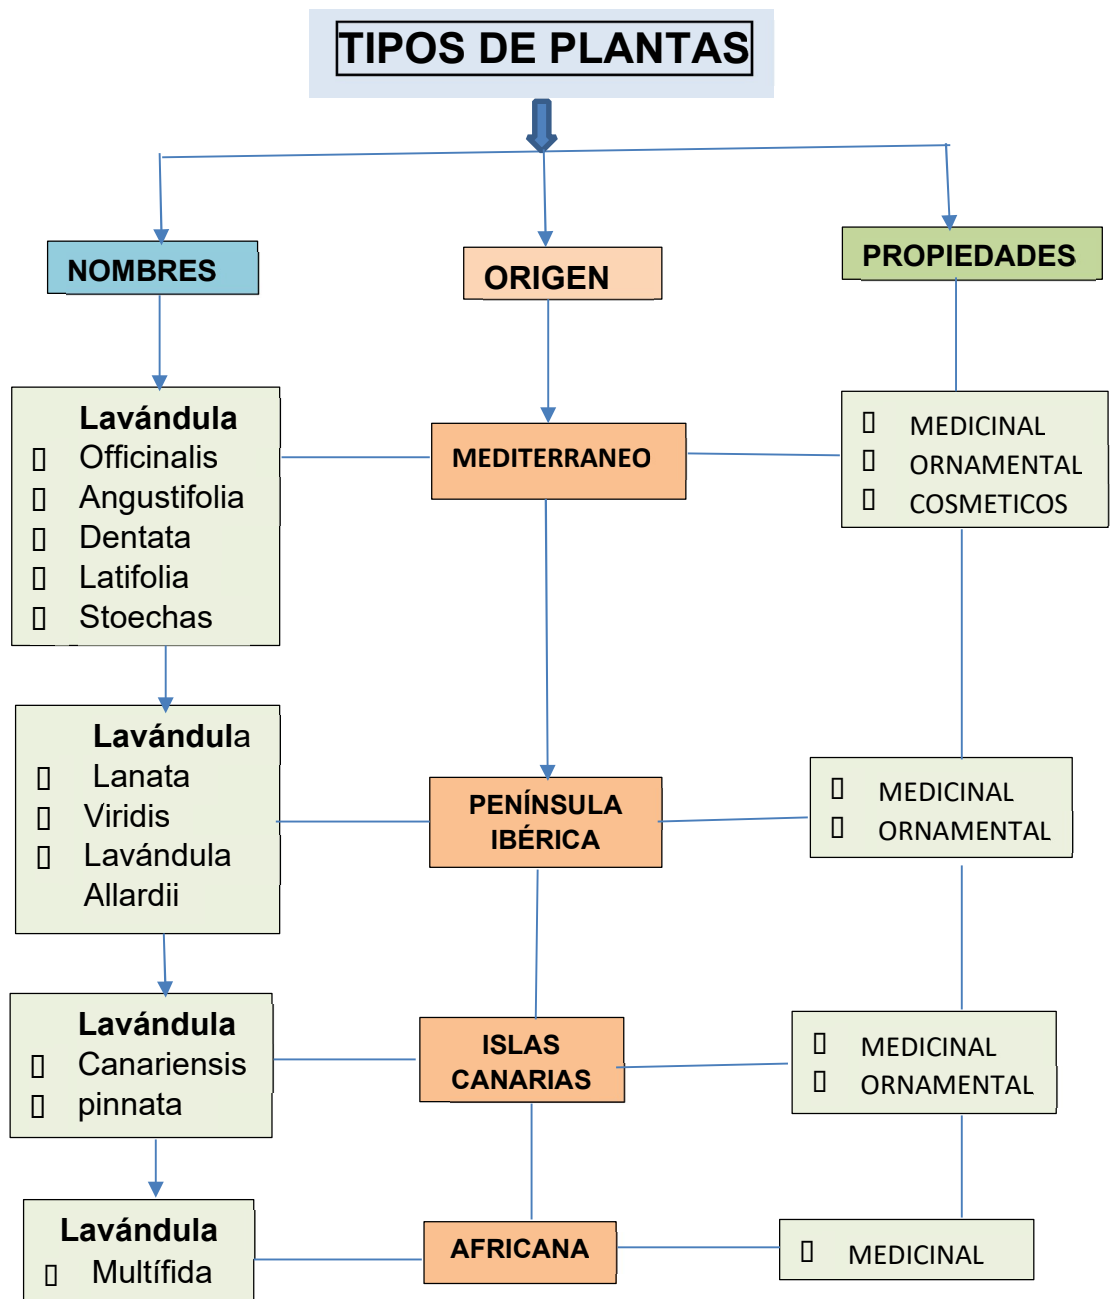 TIPOS DE PLANTAS
NOMBRES
ORIGEN
PROPIEDADES
Lavándula
Officinalis
Angustifolia
Dentata
Latifolia
Stoechas
MEDITERRANEO
MEDICINAL
ORNAMENTAL
COSMETICOS
Lavándula
Lanata
Viridis
Lavándula
Allardii
PENÍNSULA
IBÉRICA
MEDICINAL
ORNAMENTAL
Lavándula
Canariensis
pinnata
ISLAS
CANARIAS
MEDICINAL
ORNAMENTAL
Lavándula
Multífida
AFRICANA
MEDICINAL